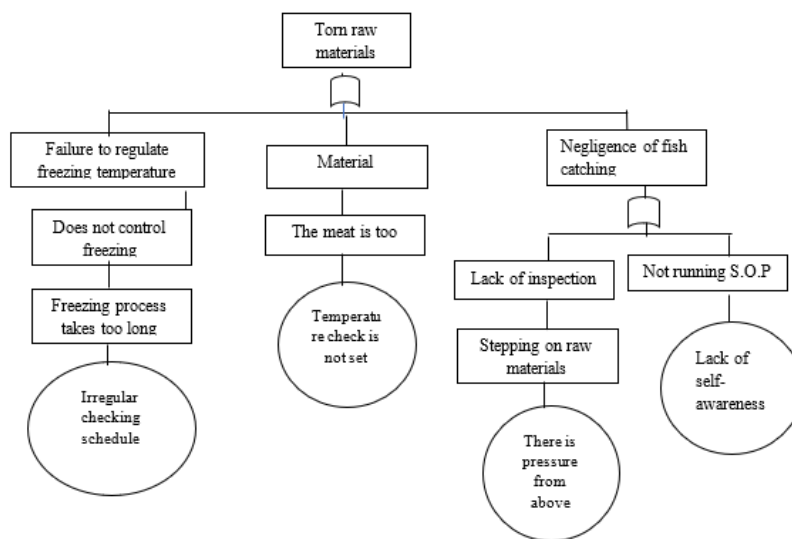 Torn raw
materials
Failure to regulate
freezing temperature
Material
Negligence of fish
catching
Does not control
freezing
The meat is too
Lack of inspection
Not running S.O.P
Freezing process
takes too long
Temperatu
re check is
not set
Stepping on raw
materials
Lack of
self-
awareness
Irregular
checking
schedule
There is
pressure
from
above